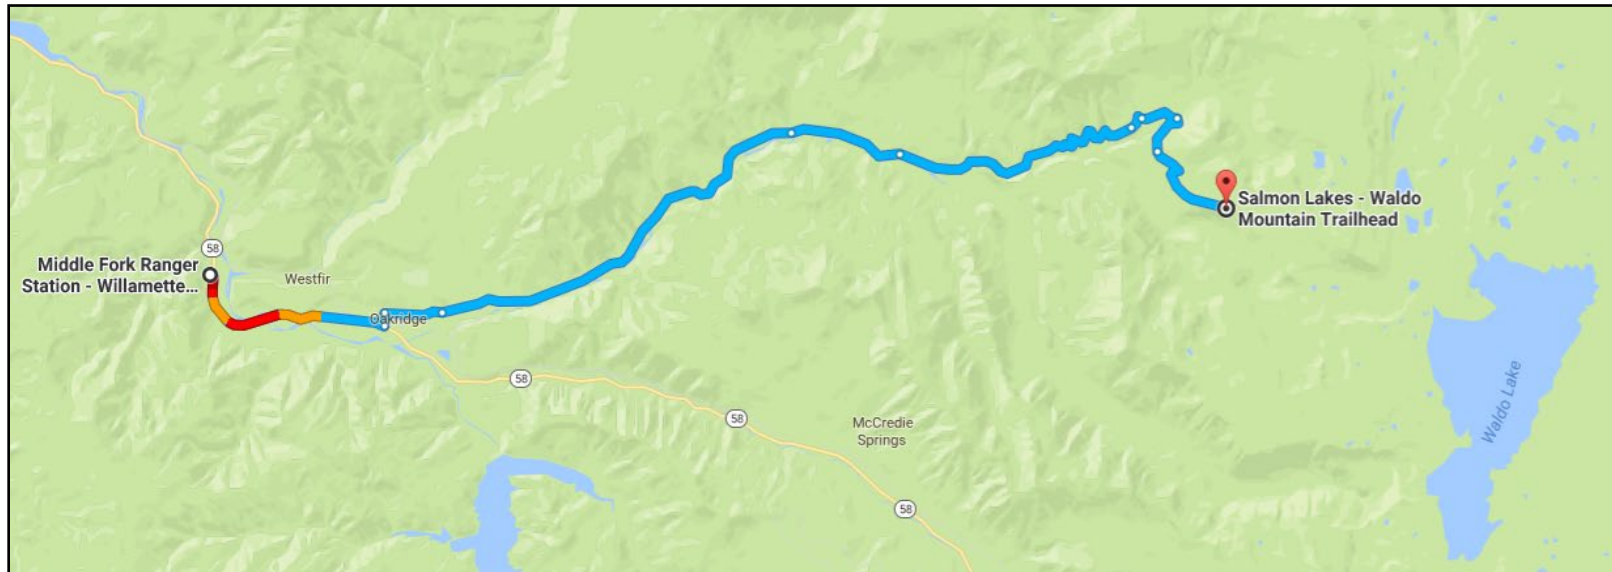 58
Middle Fork Ranger
Station - Willamette...
Westfir
Oakridge
Salmon Lakes - Waldo
Mountain Trailhead
58
58
McCredie
Springs
58
Waldo Lake